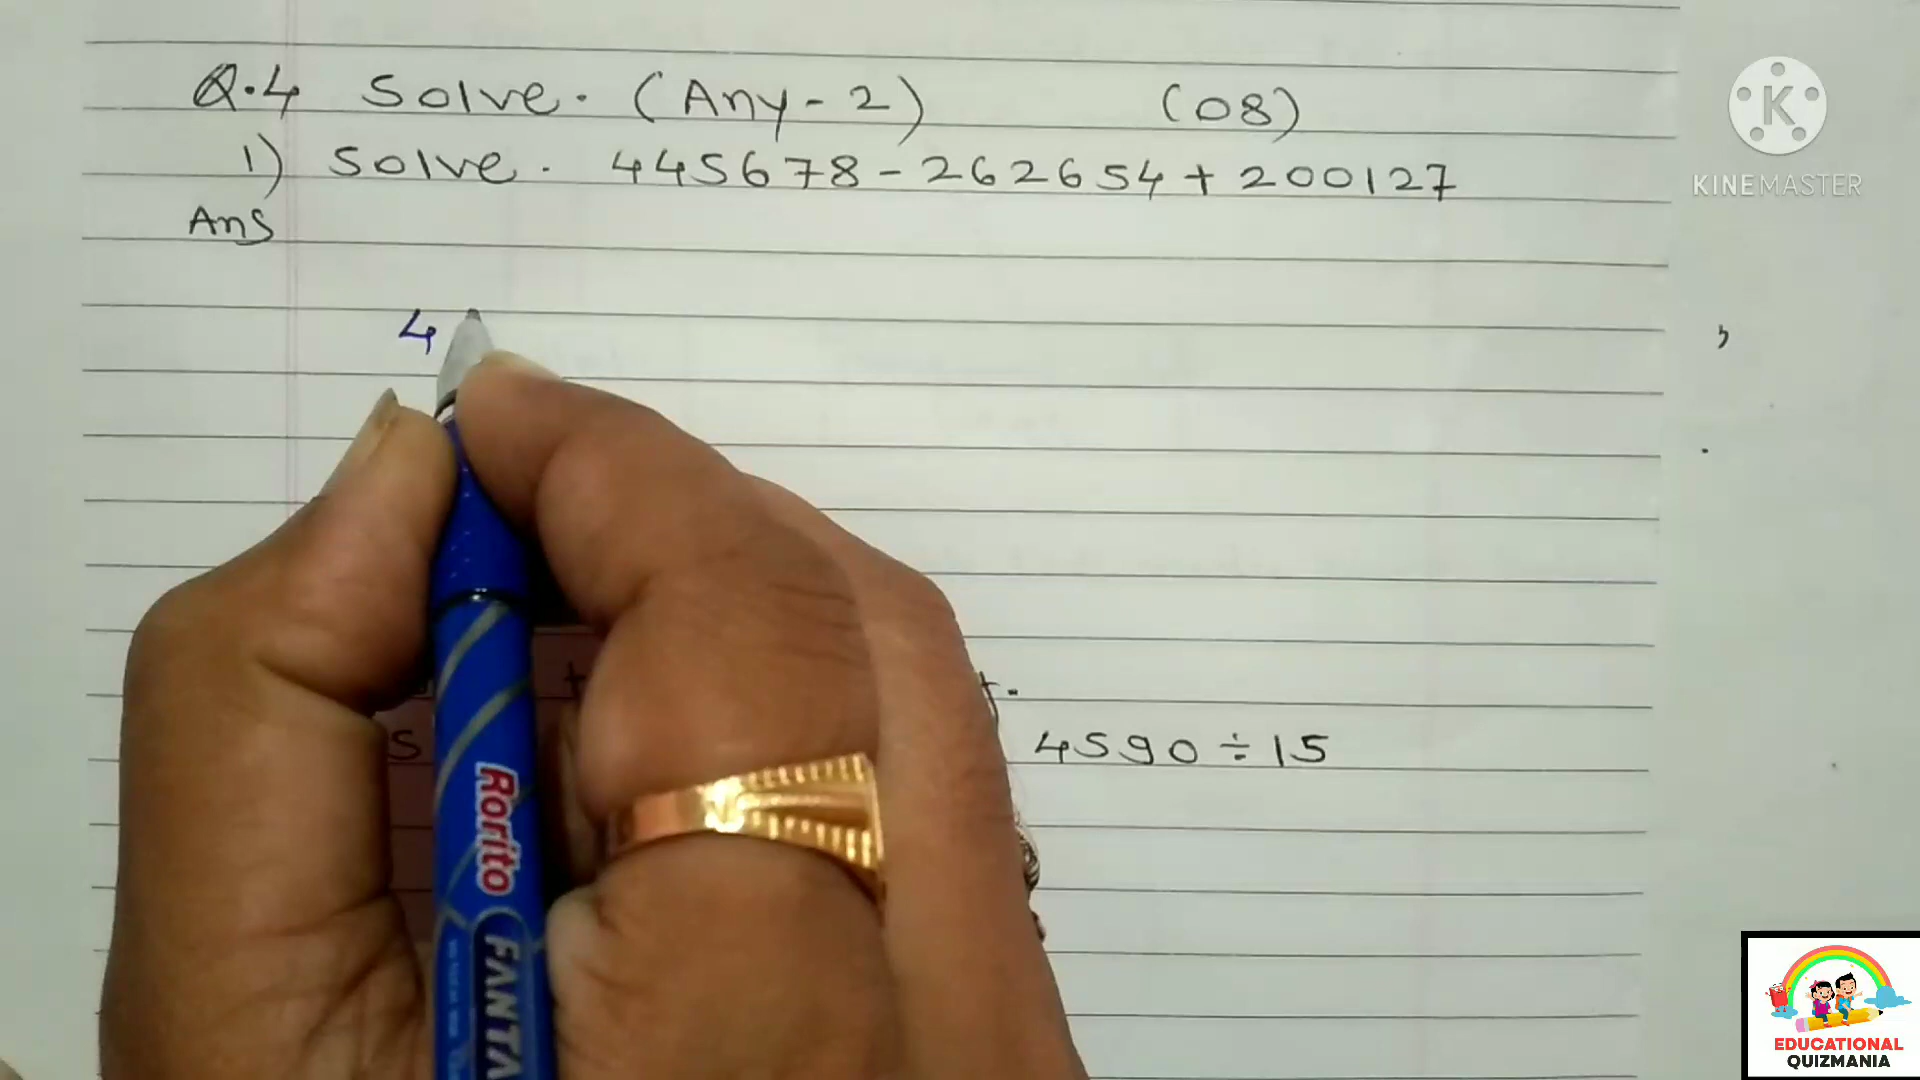 Q.4 Solve. (Any-2) (08)
1) Solve. 445678-262654+200127
Ans
4
4590÷15
S
KINEMASTER
Rorito
FANTA
EDUCATIONAL
QUIZMANIA